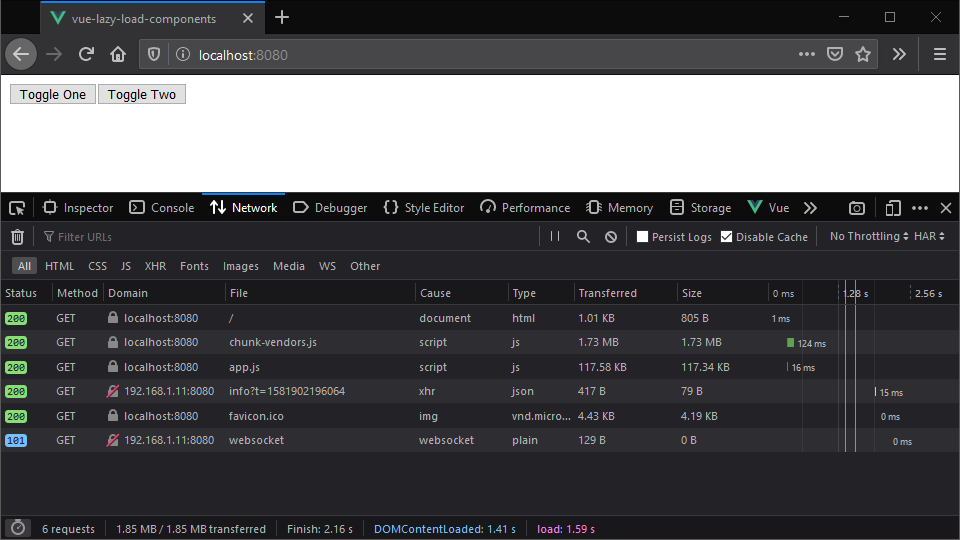 vue-lazy-load-components
localhost:8080
Toggle One Toggle Two
Inspector Console Network Debugger Style Editor Performance Memory Storage Vue
Filter URLs Persist Logs Disable Cache No Throttling HAR
All HTML CSS JS XHR Fonts Images Media WS Other
Status Method Domain File Cause Type Transferred Size 0 ms 1.28 s 2.56 s
200 GET localhost:8080 / document html 1.01 KB 805 B 1 ms
200 GET localhost:8080 chunk-vendors.js script js 1.73 MB 1.73 MB 124 ms
200 GET localhost:8080 app.js script js 117.58 KB 117.34 KB 16 ms
200 GET 192.168.1.11:8080 info?t=1581902196064 xhr json 417 B 79 B 15 ms
200 GET localhost:8080 favicon.ico img vnd.micro... 4.43 KB 4.19 KB 0 ms
101 GET 192.168.1.11:8080 websocket websocket plain 129 B 0 B 0 ms
6 requests 1.85 MB / 1.85 MB transferred Finish: 2.16 s DOMContentLoaded: 1.41 s load: 1.59 s